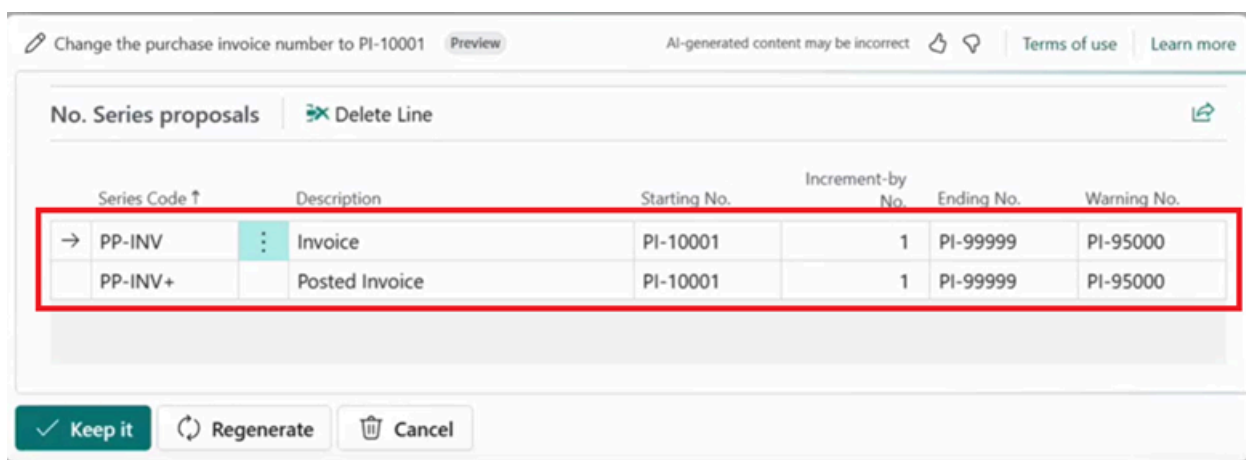 Change the purchase invoice number to PI-10001 Preview AI-generated content may be incorrect Terms of use Learn more
No. Series proposals Delete Line
Series Code ↑ Description Starting No. Increment-by No. Ending No. Warning No.
→ PP-INV ⋮ Invoice PI-10001 1 PI-99999 PI-95000
PP-INV+ Posted Invoice PI-10001 1 PI-99999 PI-95000
Keep it Regenerate Cancel